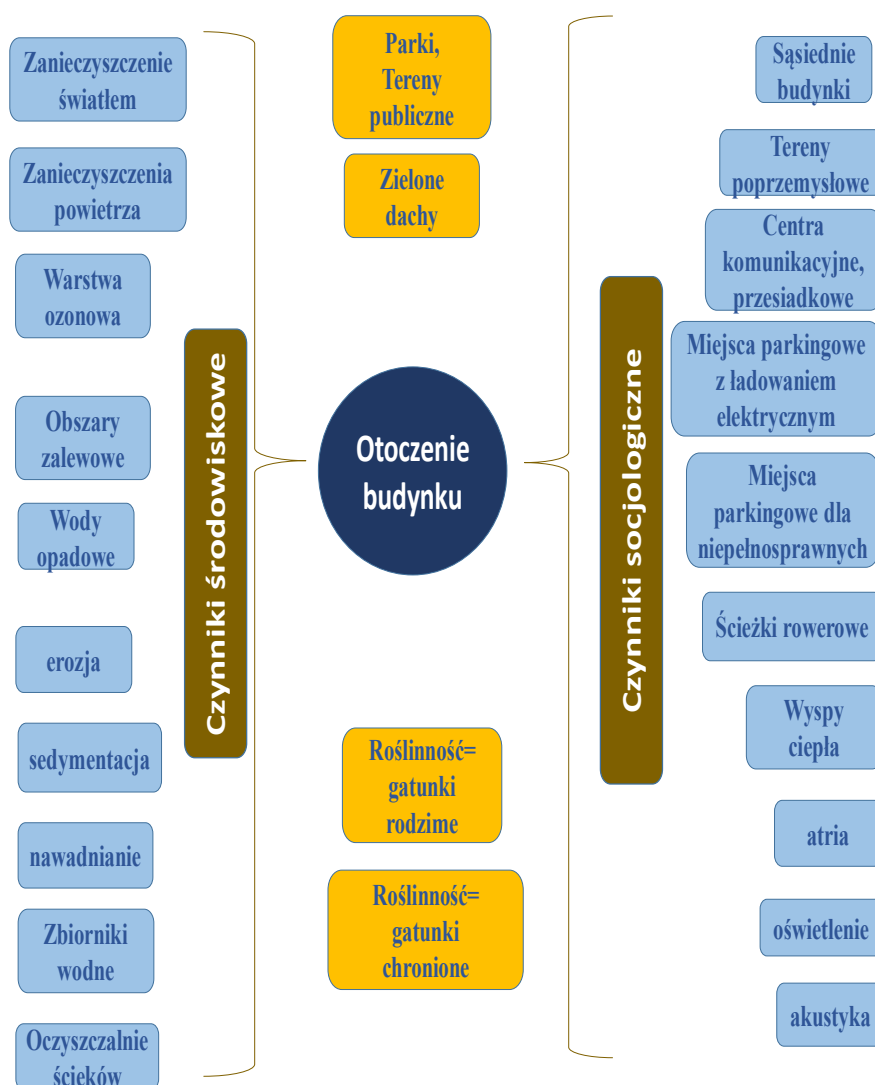 Zanieczyszczenie
światłem
Zanieczyszczenia
powietrza
Warstwa
ozonowa
Obszary
zalewowe
Wody
opadowe
erozja
sedymentacja
nawadnianie
Zbiorniki
wodne
Oczyszczalnie
ścieków
Czynniki środowiskowe
Parki,
Tereny
publiczne
Zielone
dachy
Otoczenie
budynku
Roślinność=
gatunki
rodzime
Roślinność=
gatunki
chronione
Czynniki socjologiczne
Sąsiednie
budynki
Tereny
poprzemysłowe
Centra
komunikacyjne,
przesiadkowe
Miejsca parkingowe
z ładowaniem
elektrycznym
Miejsca
parkingowe dla
niepełnosprawnych
Ścieżki rowerowe
Wyspy
ciepła
atria
oświetlenie
akustyka